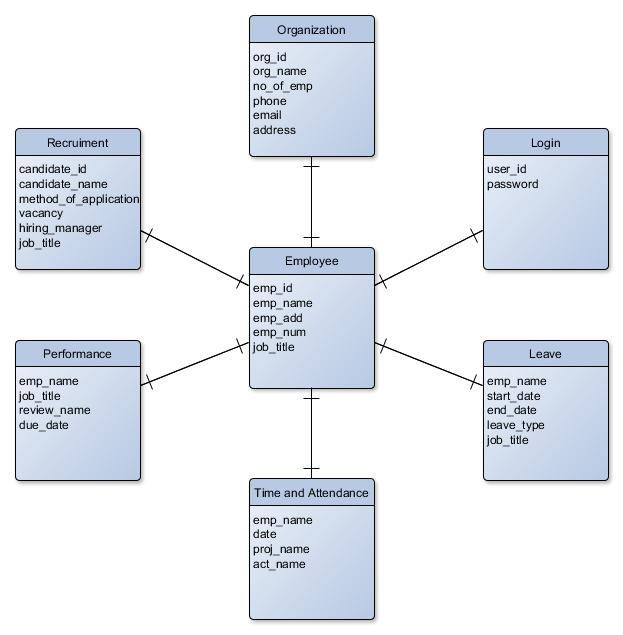 Organization
org_id
org_name
no_of_emp
phone
email
address
Recruiment
candidate_id
candidate_name
method_of_application
vacancy
hiring_manager
job_title
Login
user_id
password
Employee
emp_id
emp_name
emp_add
emp_num
job_title
Performance
emp_name
job_title
review_name
due_date
Leave
emp_name
start_date
end_date
leave_type
job_title
Time and Attendance
emp_name
date
proj_name
act_name